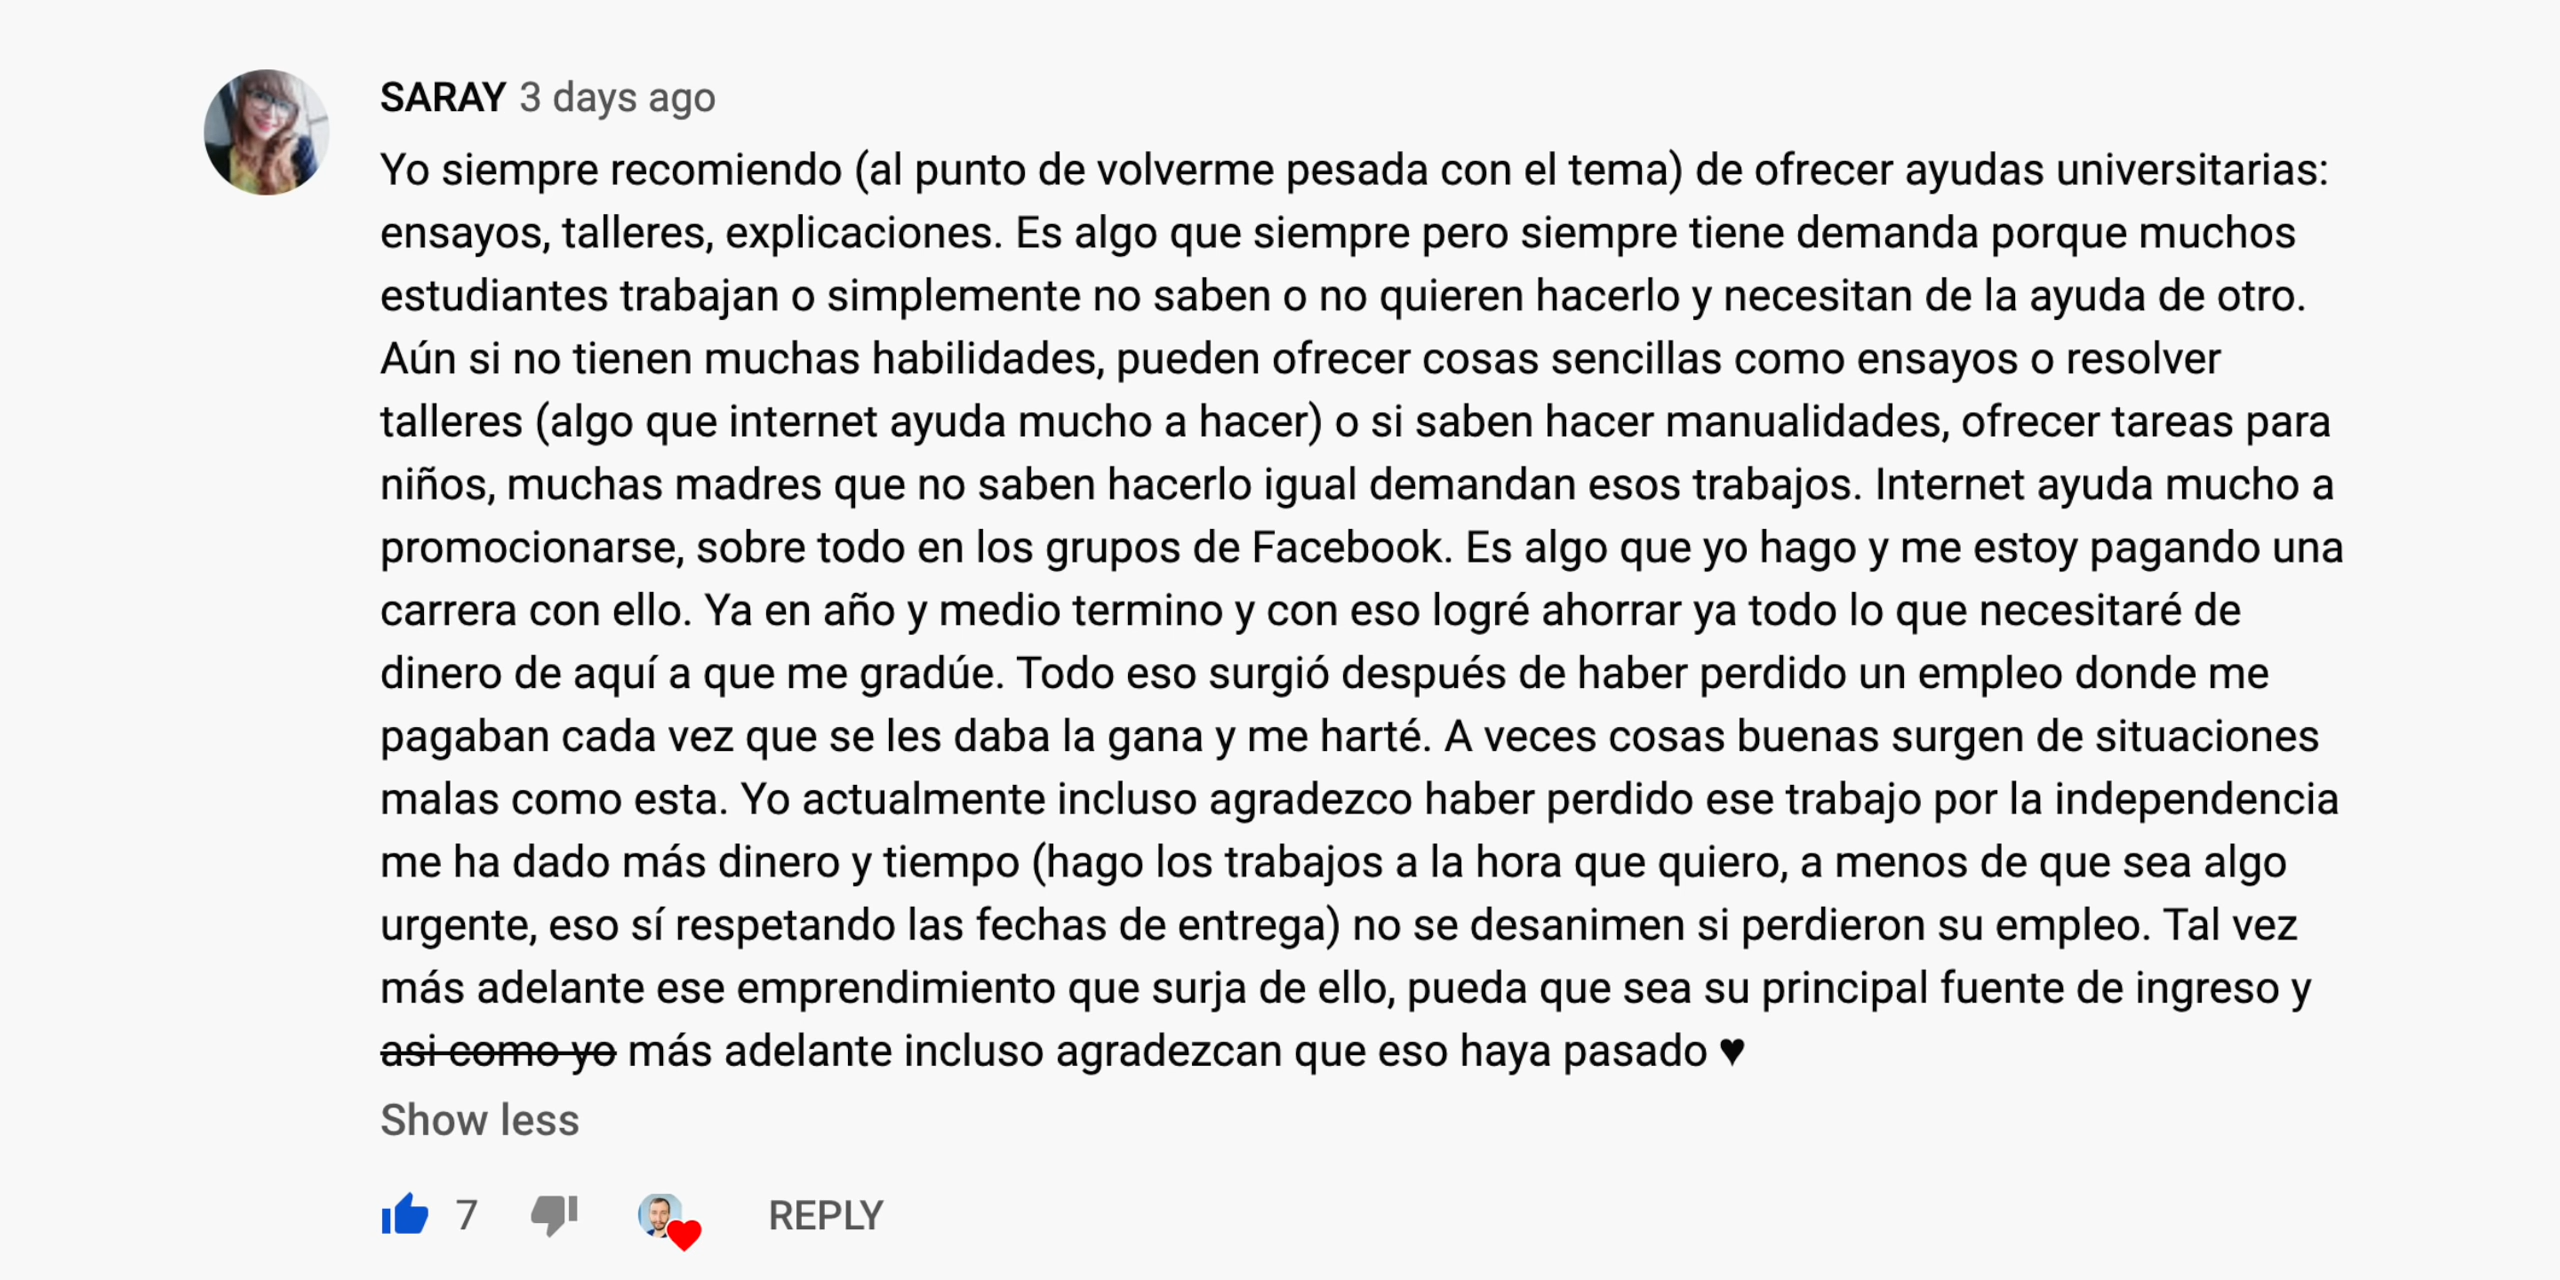 SARAY 3 days ago
Yo siempre recomiendo (al punto de volverme pesada con el tema) de ofrecer ayudas universitarias:
ensayos, talleres, explicaciones. Es algo que siempre pero siempre tiene demanda porque muchos
estudiantes trabajan o simplemente no saben o no quieren hacerlo y necesitan de la ayuda de otro.
Aún si no tienen muchas habilidades, pueden ofrecer cosas sencillas como ensayos o resolver
talleres (algo que internet ayuda mucho a hacer) o si saben hacer manualidades, ofrecer tareas para
niños, muchas madres que no saben hacerlo igual demandan esos trabajos. Internet ayuda mucho a
promocionarse, sobre todo en los grupos de Facebook. Es algo que yo hago y me estoy pagando una
carrera con ello. Ya en año y medio termino y con eso logré ahorrar ya todo lo que necesitaré de
dinero de aquí a que me gradúe. Todo eso surgió después de haber perdido un empleo donde me
pagaban cada vez que se les daba la gana y me harté. A veces cosas buenas surgen de situaciones
malas como esta. Yo actualmente incluso agradezco haber perdido ese trabajo por la independencia
me ha dado más dinero y tiempo (hago los trabajos a la hora que quiero, a menos de que sea algo
urgente, eso sí respetando las fechas de entrega) no se desanimen si perdieron su empleo. Tal vez
más adelante ese emprendimiento que surja de ello, pueda que sea su principal fuente de ingreso y
asi como yo más adelante incluso agradezcan que eso haya pasado ♥
Show less
7 REPLY